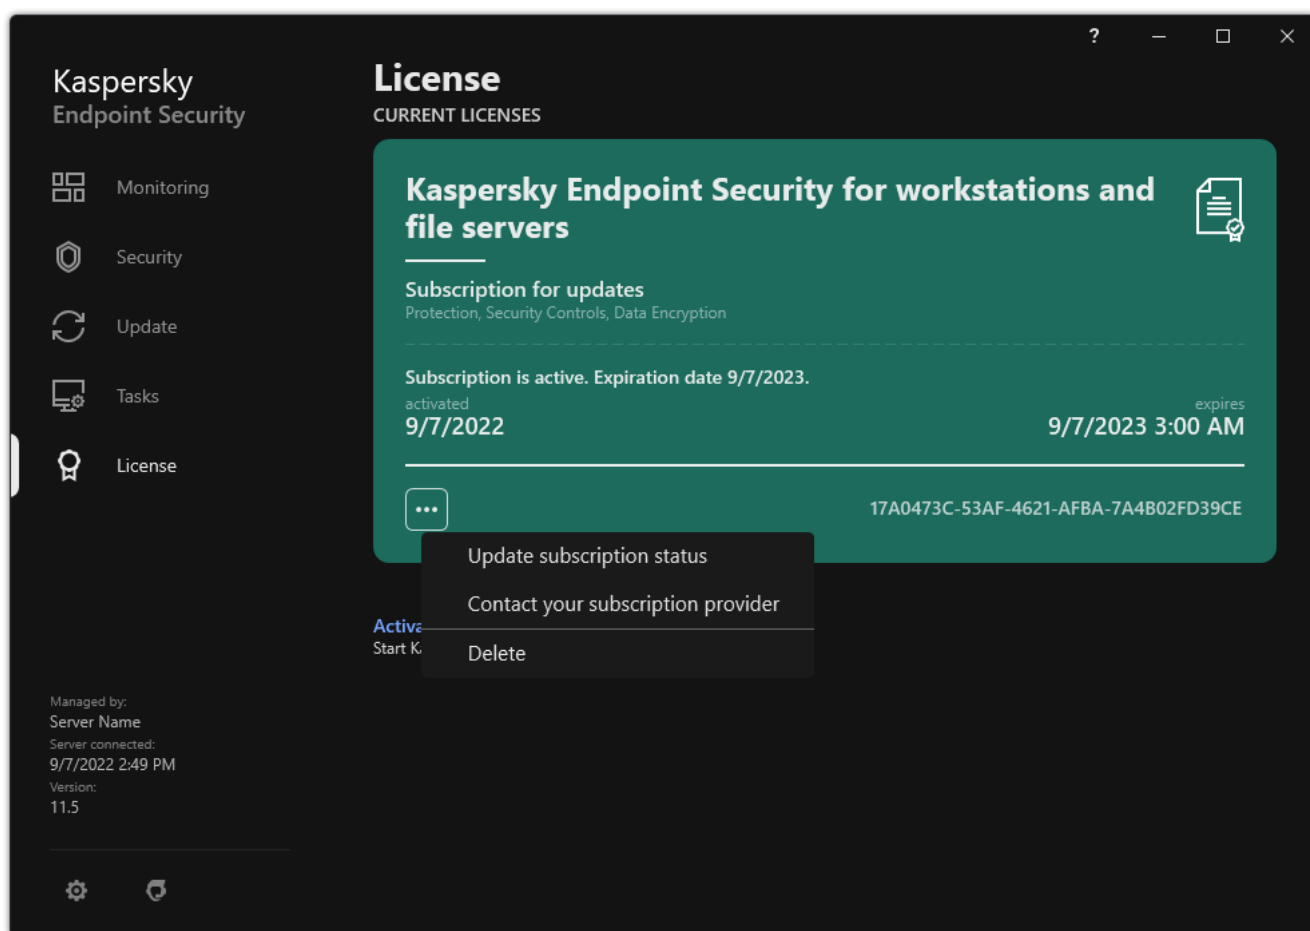 ?
Kaspersky
Endpoint Security
Monitoring
Security
Update
Tasks
License
Managed by:
Server Name
Server connected:
9/7/2022 2:49 PM
Version:
11.5
License
CURRENT LICENSES
Kaspersky Endpoint Security for workstations and
file servers
Subscription for updates
Protection, Security Controls, Data Encryption
Subscription is active. Expiration date 9/7/2023.
activated
expires
9/7/2022
9/7/2023 3:00 AM
17A0473C-53AF-4621-AFBA-7A4B02FD39CE
Update subscription status
Contact your subscription provider
Delete
Start